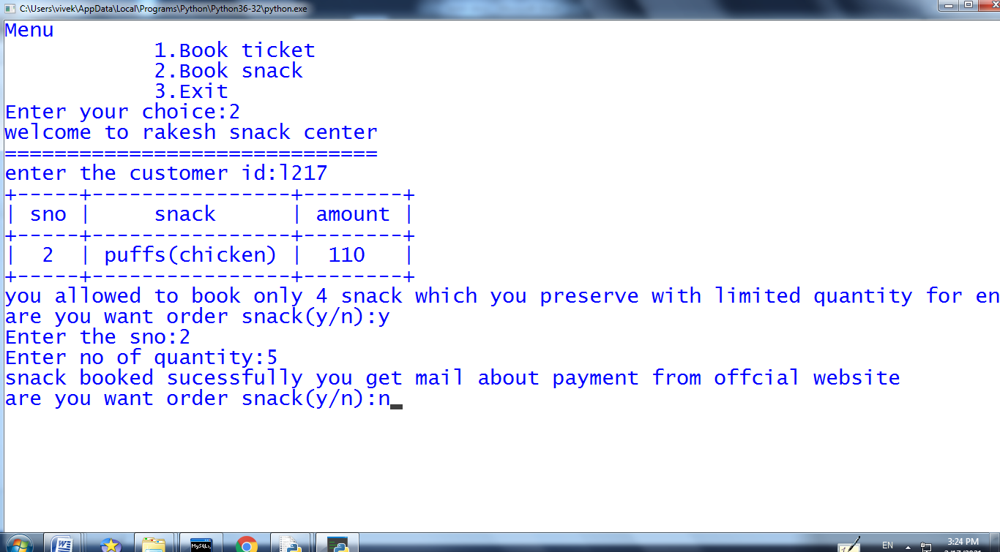 C:\Users\vivek\AppData\Local\Programs\Python\Python36-32\python.exe
Menu
1.Book ticket
2.Book snack
3.Exit
Enter your choice:2
welcome to rakesh snack center
==============================
enter the customer id:l217
+-----+----------------+--------+
| sno |     snack      | amount |
+-----+----------------+--------+
|  2  | puffs(chicken) |  110   |
+-----+----------------+--------+
you allowed to book only 4 snack which you preserve with limited quantity for en
are you want order snack(y/n):y
Enter the sno:2
Enter no of quantity:5
snack booked sucessfully you get mail about payment from offcial website
are you want order snack(y/n):n
MySQL
EN
3:24 PM